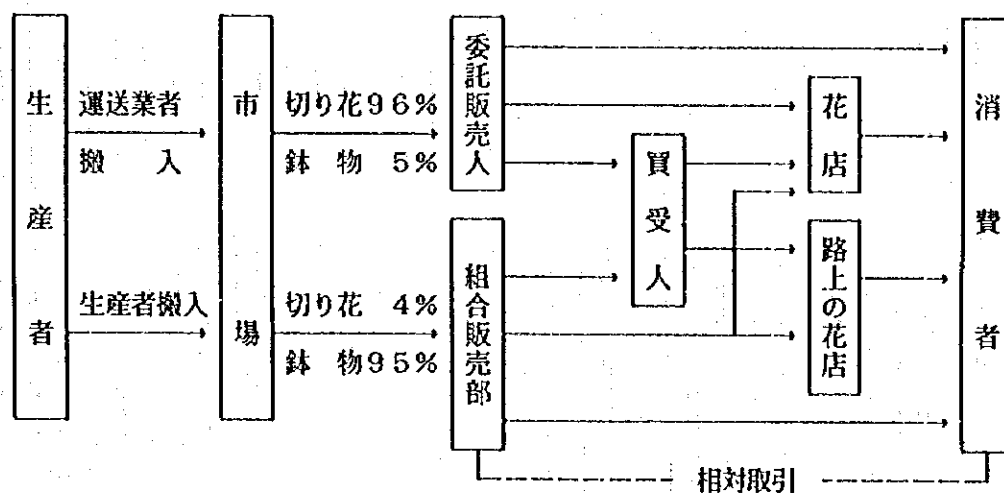 生産者
運送業者
搬 入
生産者搬入
市場
切り花96%
鉢 物 5%
切り花 4%
鉢 物95%
委託販売人
組合販売部
買受人
花店
路上の花店
消費者
相対取引